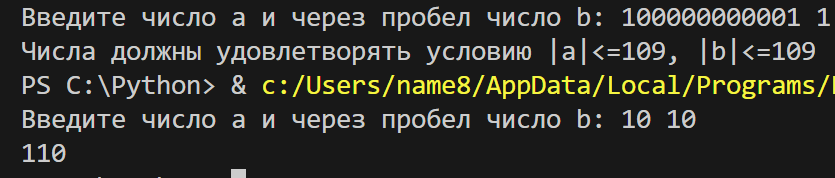 Введите число a и через пробел число b: 100000000001 1
Числа должны удовлетворять условию |a|<=109, |b|<=109
PS C:\Python> & c:/Users/name8/AppData/Local/Programs/
Введите число a и через пробел число b: 10 10
110